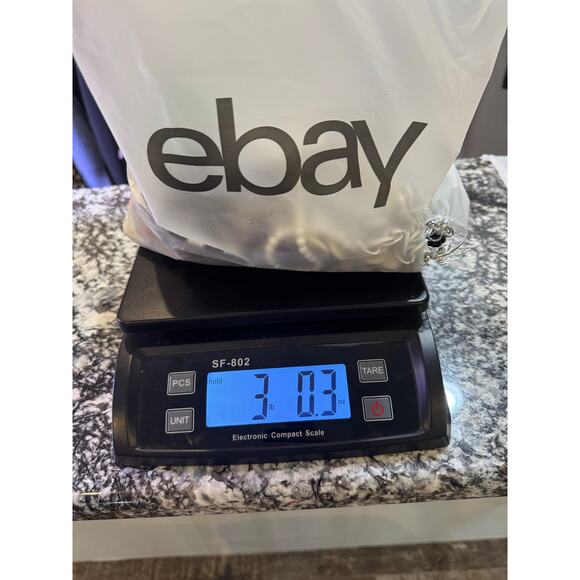 ebay
SF-802
PCS
hold
3 lb 0.3 oz
TARE
UNIT
Electronic Compact Scale